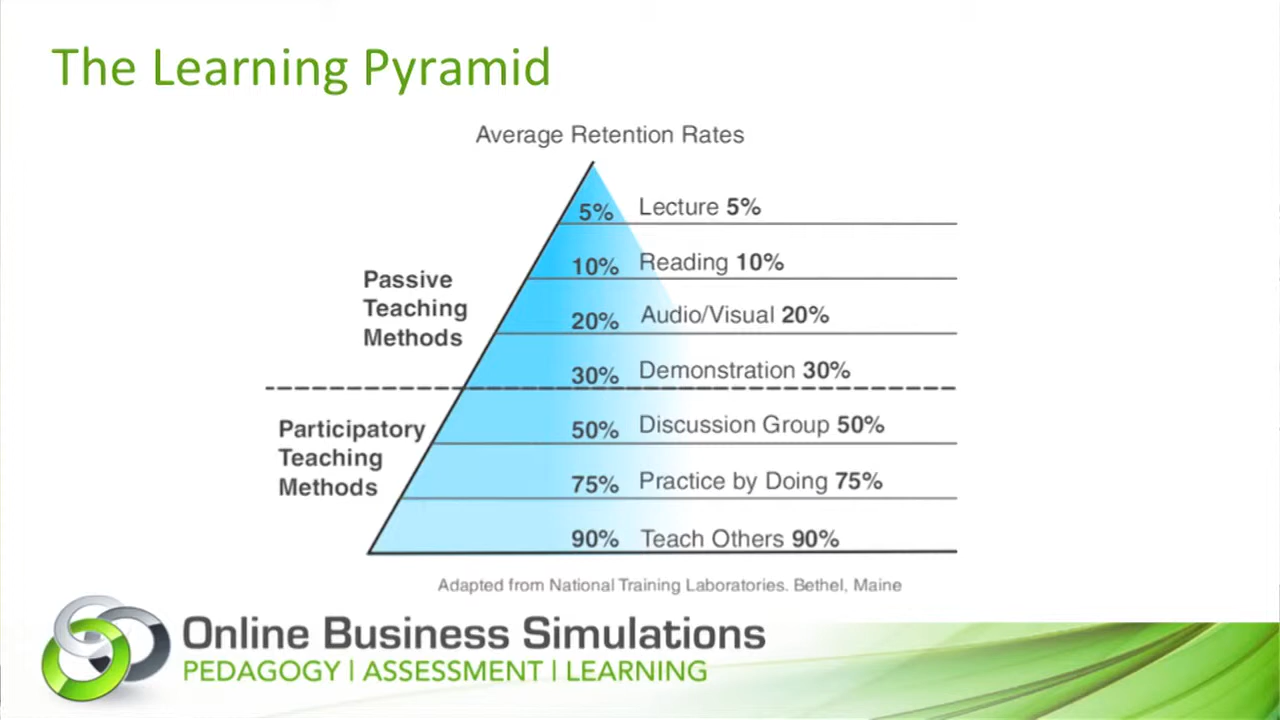 The Learning Pyramid
Average Retention Rates
5% Lecture 5%
10% Reading 10%
20% Audio/Visual 20%
30% Demonstration 30%
Passive
Teaching
Methods
50% Discussion Group 50%
75% Practice by Doing 75%
90% Teach Others 90%
Participatory
Teaching
Methods
Adapted from National Training Laboratories. Bethel, Maine
Online Business Simulations
PEDAGOGY | ASSESSMENT | LEARNING